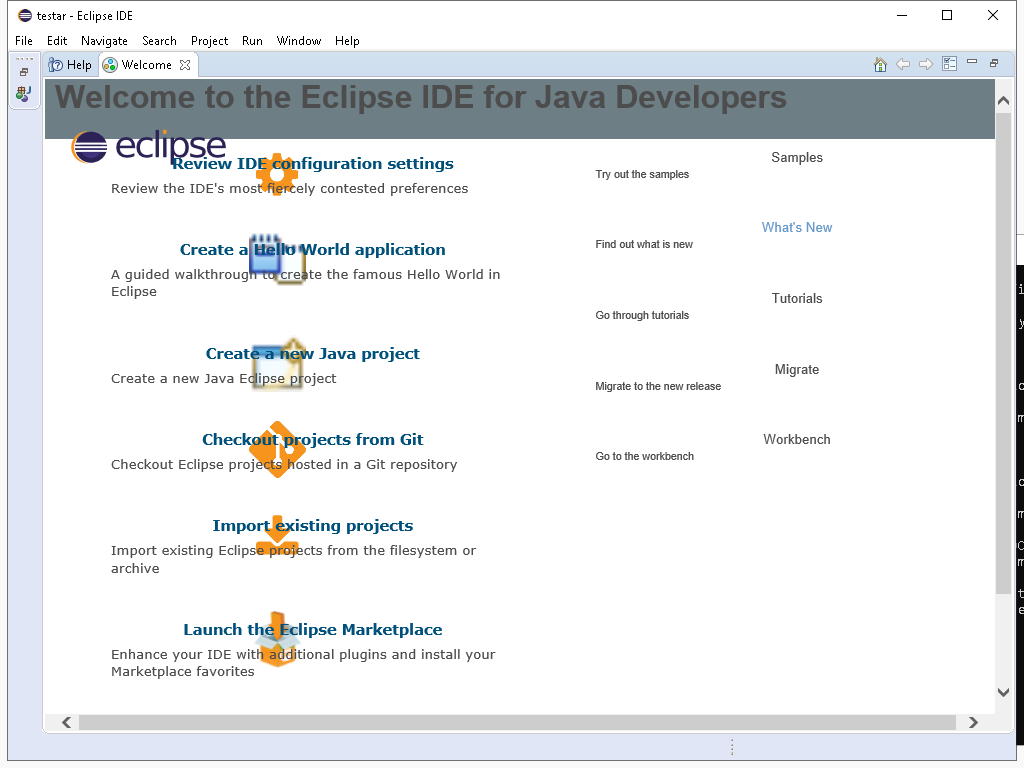 testar - Eclipse IDE
File Edit Navigate Search Project Run Window Help
Help Welcome
Welcome to the Eclipse IDE for Java Developers
eclipse
Review IDE configuration settings
Review the IDE's most fiercely contested preferences
Create a Hello World application
A guided walkthrough to create the famous Hello World in
Eclipse
Create a new Java project
Create a new Java Eclipse project
Checkout projects from Git
Checkout Eclipse projects hosted in a Git repository
Import existing projects
Import existing Eclipse projects from the filesystem or
archive
Launch the Eclipse Marketplace
Enhance your IDE with additional plugins and install your
Marketplace favorites
Samples
Try out the samples
What's New
Find out what is new
Tutorials
Go through tutorials
Migrate
Migrate to the new release
Workbench
Go to the workbench